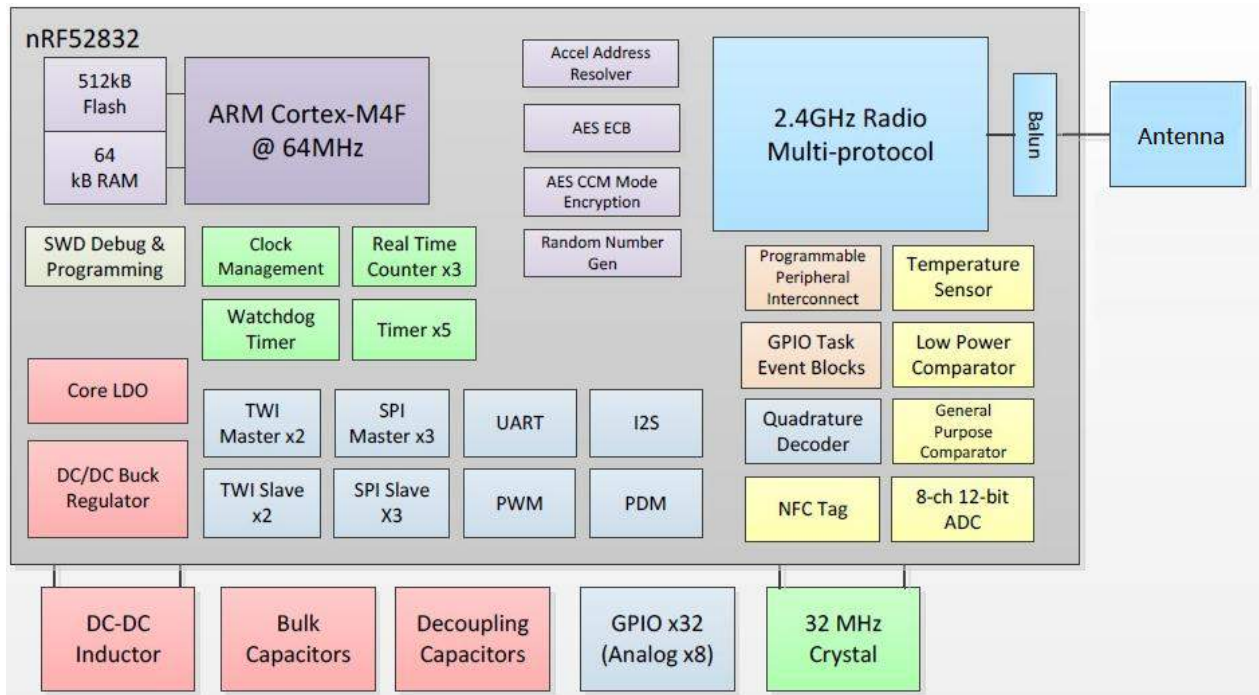 nRF52832
512kB
Flash
64
kB RAM
ARM Cortex-M4F
@ 64MHz
Accel Address
Resolver
AES ECB
AES CCM Mode
Encryption
Random Number
Gen
2.4GHz Radio
Multi-protocol
Balun
Antenna
SWD Debug &
Programming
Clock
Management
Real Time
Counter x3
Watchdog
Timer
Timer x5
Programmable
Peripheral
Interconnect
Temperature
Sensor
GPIO Task
Event Blocks
Low Power
Comparator
Core LDO
DC/DC Buck
Regulator
TWI
Master x2
SPI
Master x3
UART
I2S
Quadrature
Decoder
General
Purpose
Comparator
TWI Slave
x2
SPI Slave
X3
PWM
PDM
NFC Tag
8-ch 12-bit
ADC
DC-DC
Inductor
Bulk
Capacitors
Decoupling
Capacitors
GPIO x32
(Analog x8)
32 MHz
Crystal